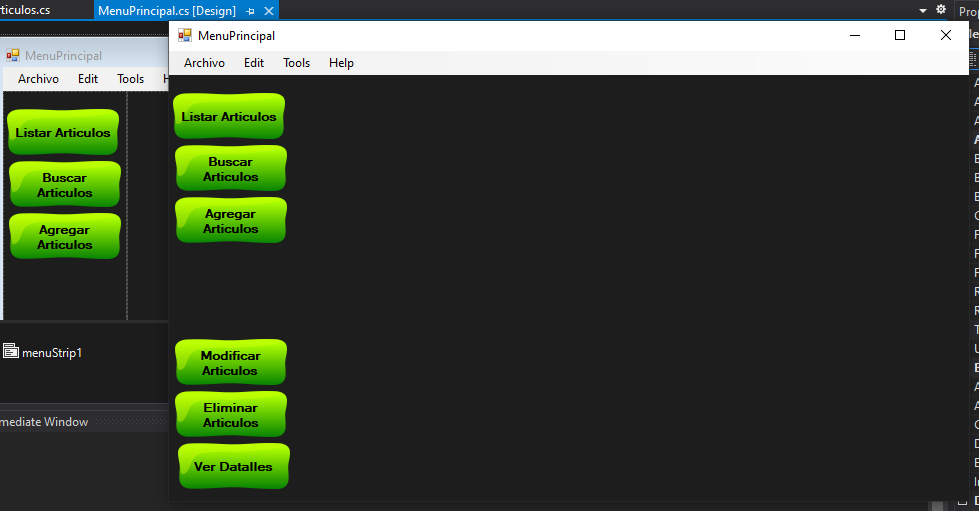 rticulos.cs
MenuPrincipal.cs [Design]
Prop
MenuPrincipal
Archivo Edit Tools H
Listar Articulos
Buscar
Articulos
Agregar
Articulos
menuStrip1
mediate Window
MenuPrincipal
Archivo Edit Tools Help
Listar Articulos
Buscar
Articulos
Agregar
Articulos
Modificar
Articulos
Eliminar
Articulos
Ver Datalles